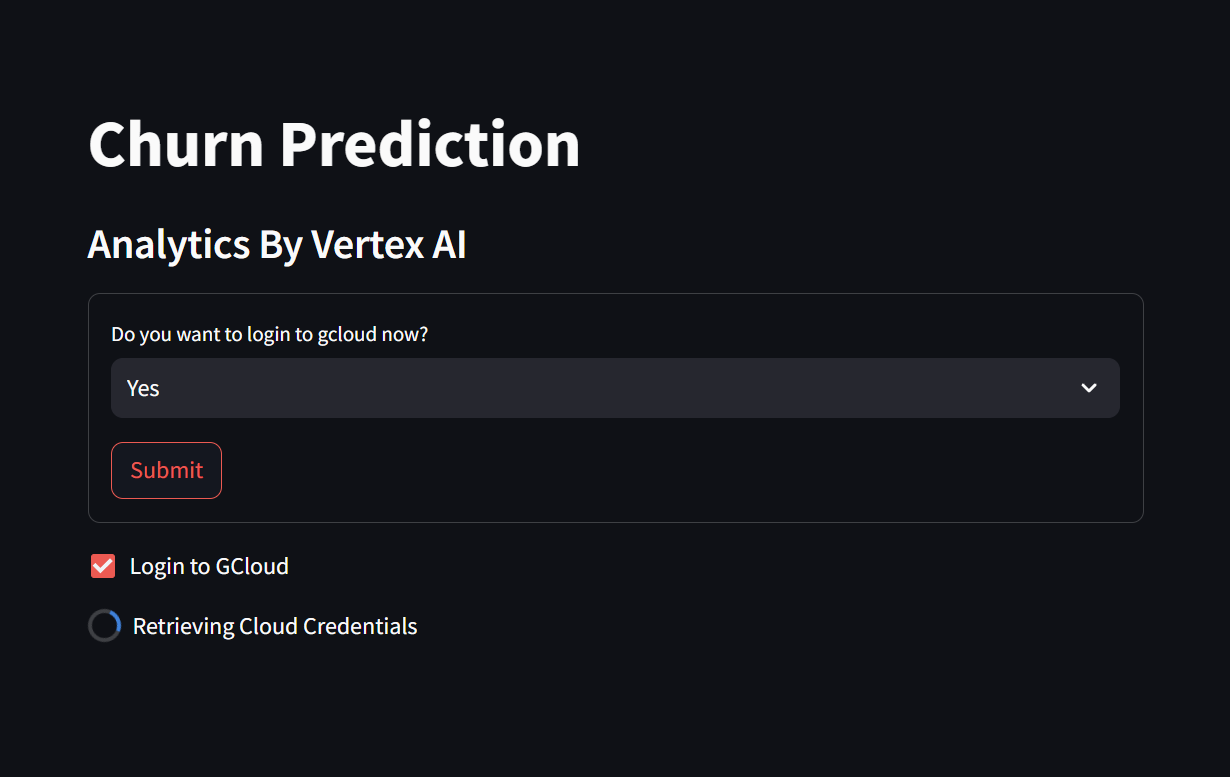 Churn Prediction
Analytics By Vertex AI
Do you want to login to gcloud now?
Yes
Submit
Login to GCloud
Retrieving Cloud Credentials